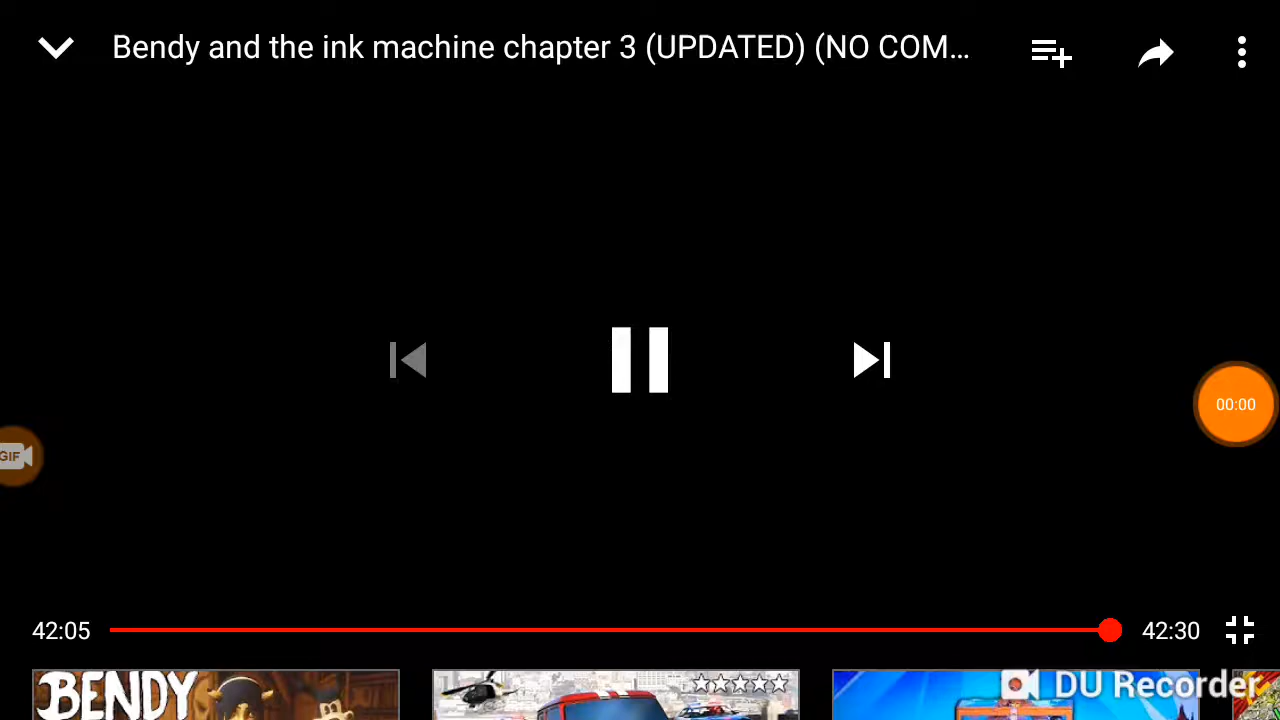 Bendy and the ink machine chapter 3 (UPDATED) (NO COM...
00:00
GIF
42:05
42:30
BENDY
DU Recorder